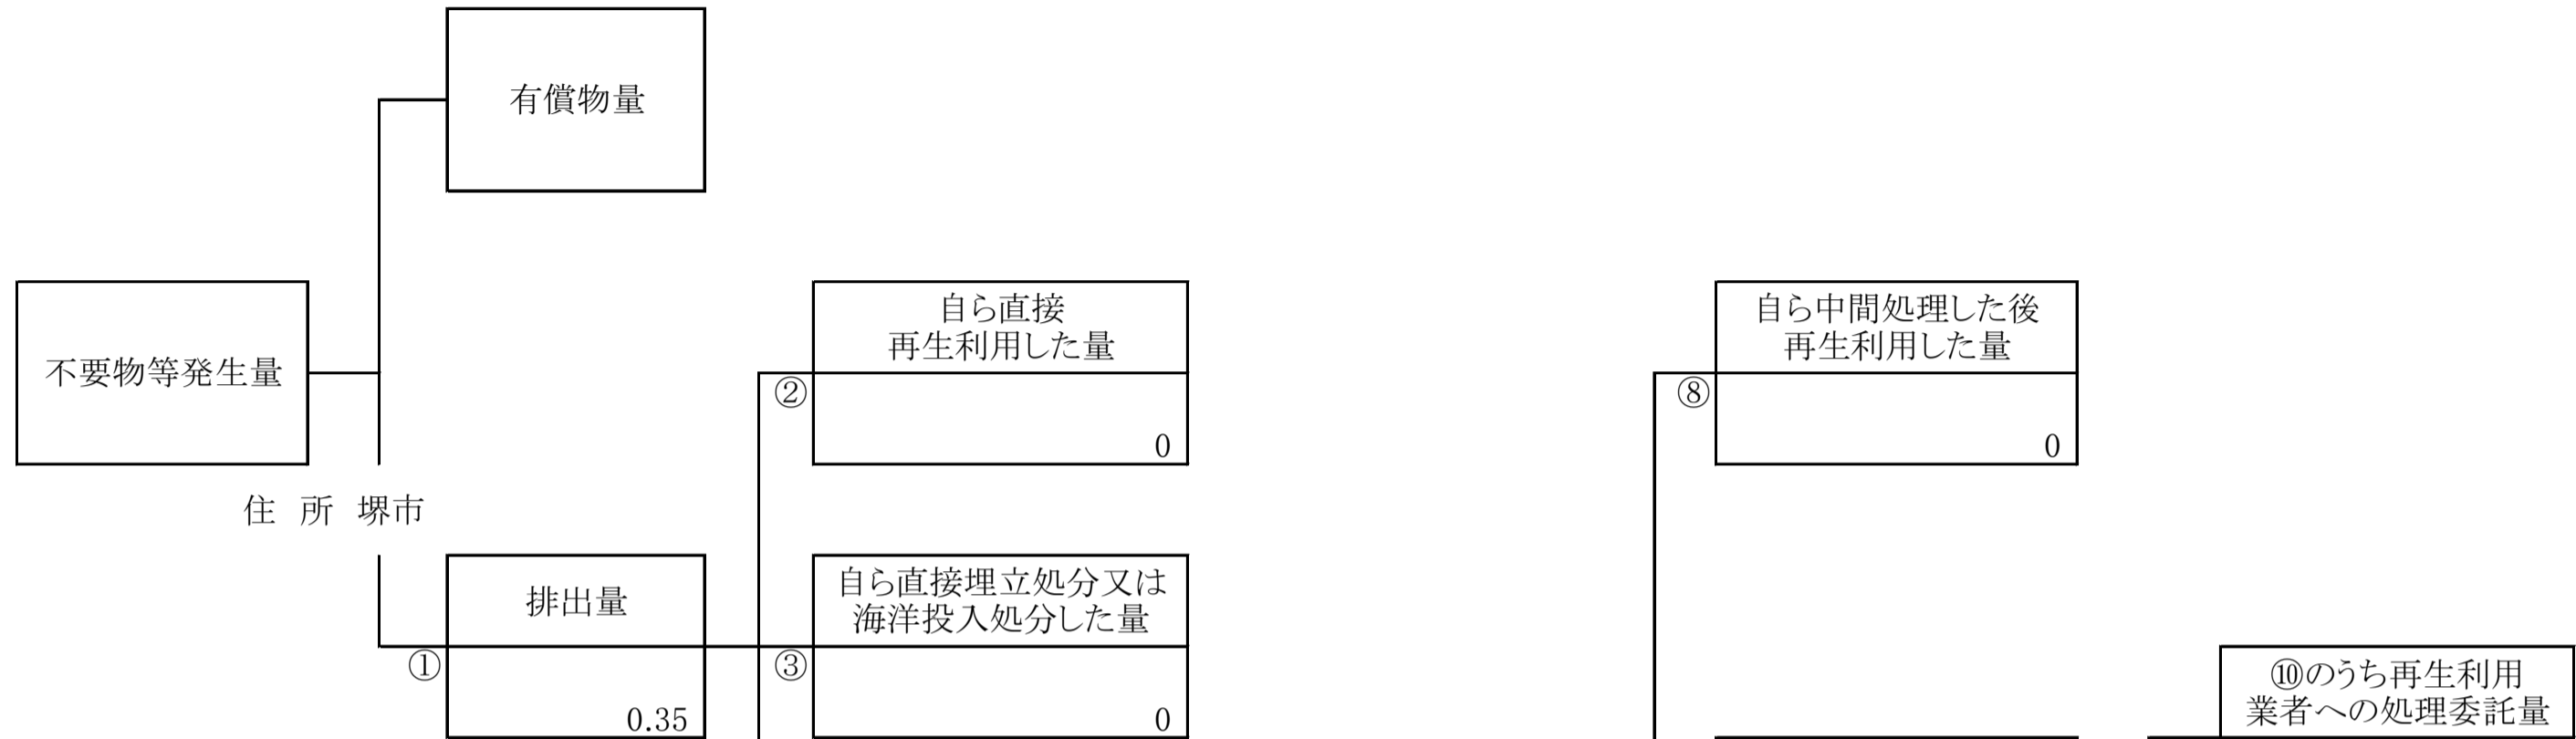 有償物量
不要物等発生量
自ら直接
再生利用した量
②
0
自ら中間処理した後
再生利用した量
⑧
0
住 所 堺市
排出量
①
0.35
自ら直接埋立処分又は
海洋投入処分した量
③
0
⑩のうち再生利用
業者への処理委託量